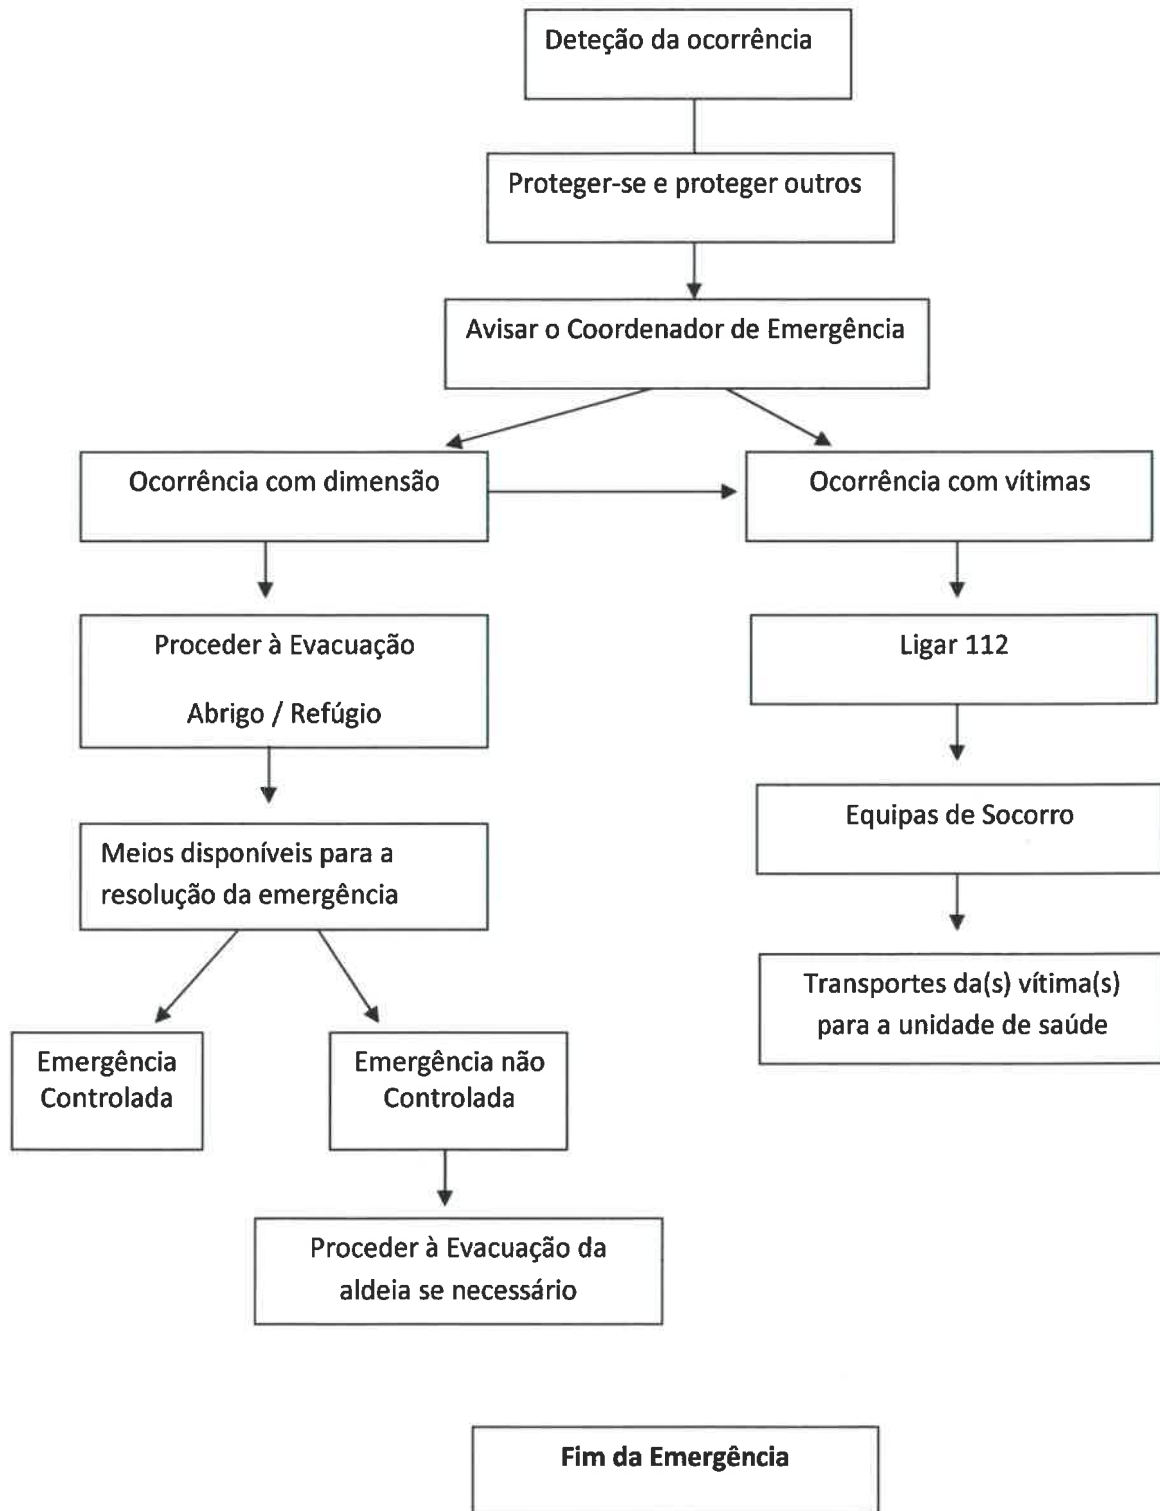 Deteção da ocorrência
Proteger-se e proteger outros
Avisar o Coordenador de Emergência
Ocorrência com dimensão
Ocorrência com vítimas
Proceder à Evacuação
Abrigo / Refúgio
Ligar 112
Meios disponíveis para a
resolução da emergência
Equipas de Socorro
Transportes da(s) vítima(s)
para a unidade de saúde
Emergência
Controlada
Emergência não
Controlada
Proceder à Evacuação da
aldeia se necessário
Fim da Emergência